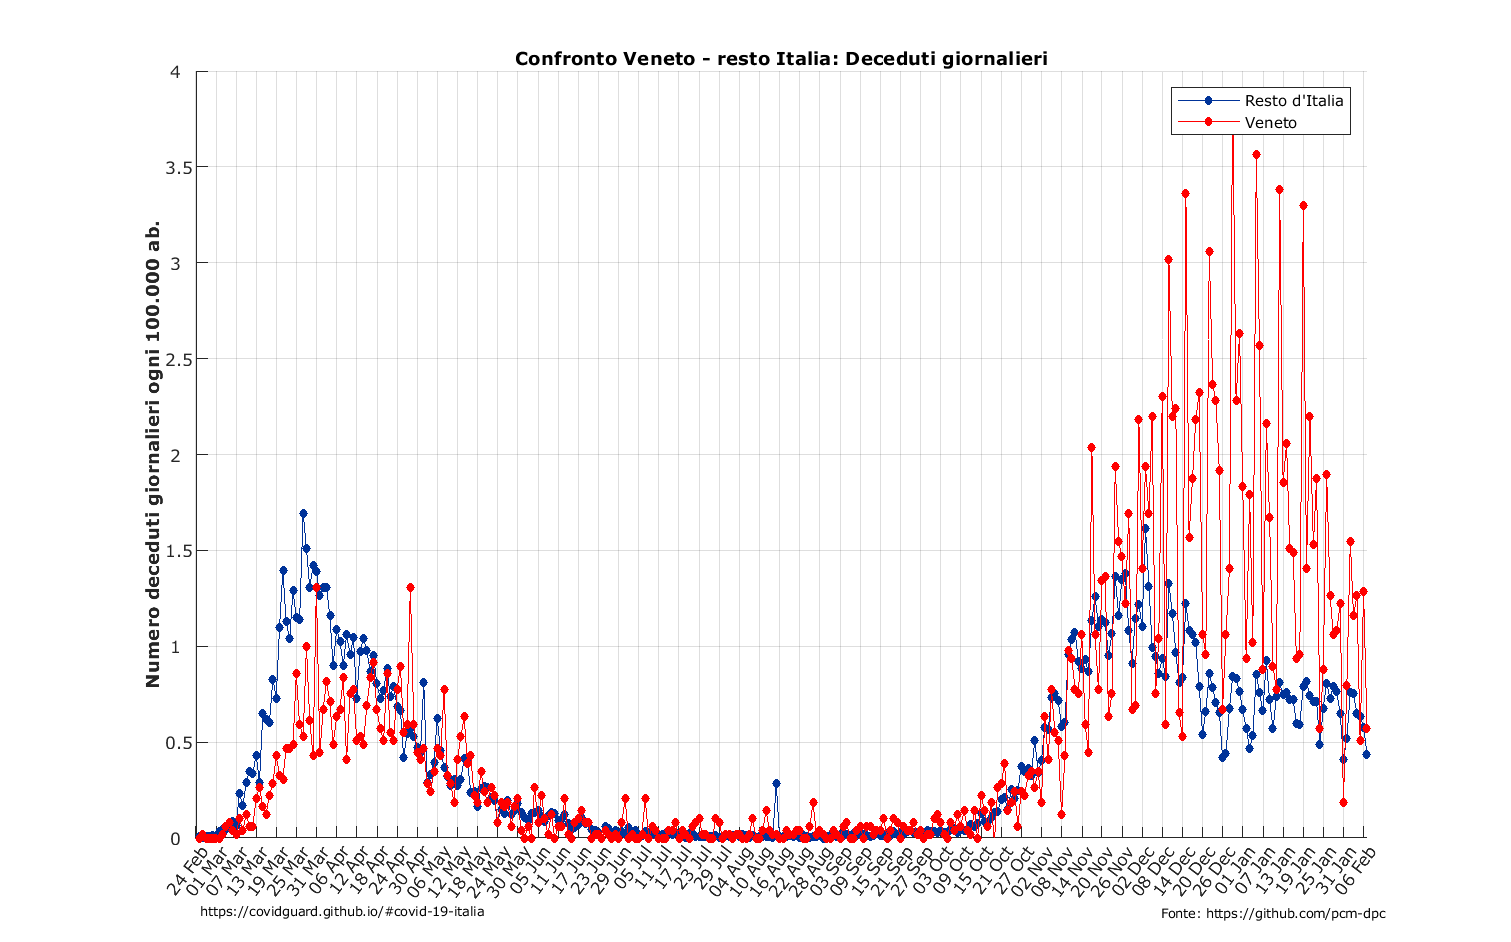 Confronto Veneto - resto Italia: Deceduti giornalieri
Numero deceduti giornalieri ogni 100.000 ab.
4
3.5
3
2.5
2
1.5
1
0.5
0
Resto d'Italia
Veneto
24 Feb
01 Mar
07 Mar
13 Mar
19 Mar
25 Mar
31 Mar
06 Apr
12 Apr
18 Apr
24 Apr
30 Apr
06 May
12 May
18 May
24 May
30 May
05 Jun
11 Jun
17 Jun
23 Jun
29 Jun
05 Jul
11 Jul
17 Jul
23 Jul
29 Jul
04 Aug
10 Aug
16 Aug
22 Aug
28 Aug
03 Sep
09 Sep
15 Sep
21 Sep
27 Sep
03 Oct
09 Oct
15 Oct
21 Oct
27 Oct
02 Nov
08 Nov
14 Nov
20 Nov
26 Nov
02 Dec
08 Dec
14 Dec
20 Dec
26 Dec
01 Jan
07 Jan
13 Jan
19 Jan
25 Jan
31 Jan
06 Feb
https://covidguard.github.io/#covid-19-italia
Fonte: https://github.com/pcm-dpc